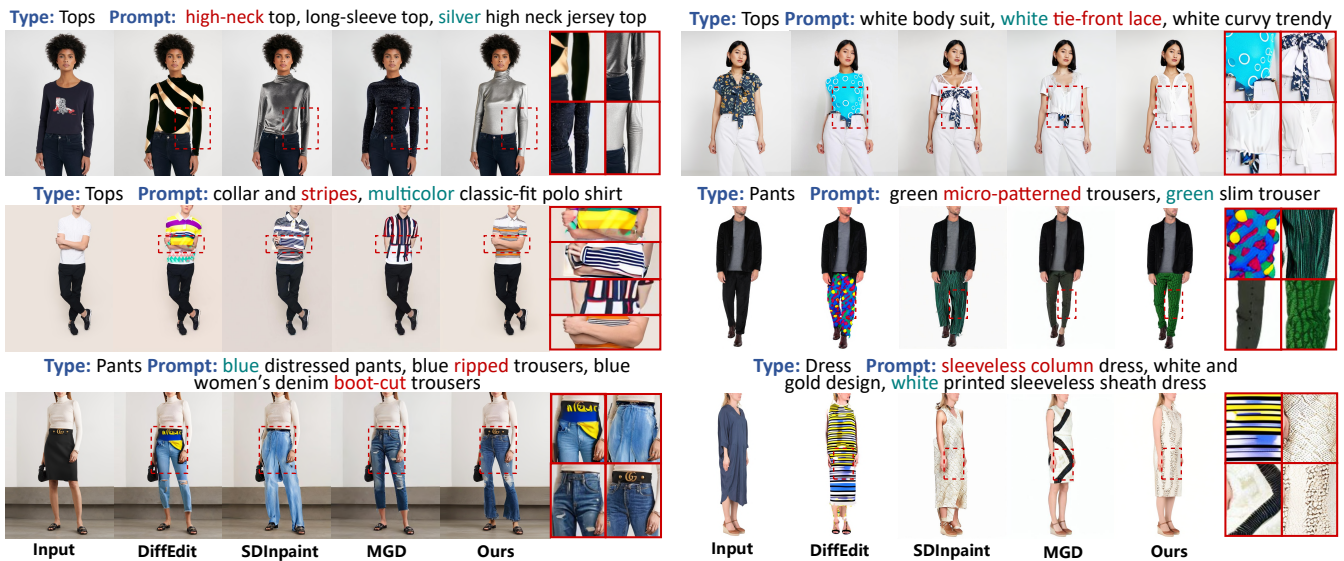 Type: Tops Prompt: high-neck top, long-sleeve top, silver high neck jersey top
Type: Tops Prompt: white body suit, white tie-front lace, white curvy trendy
Type: Tops Prompt: collar and stripes, multicolor classic-fit polo shirt
Type: Pants Prompt: green micro-patterned trousers, green slim trouser
Type: Pants Prompt: blue distressed pants, blue ripped trousers, blue
women's denim boot-cut trousers
Type: Dress Prompt: sleeveless column dress, white and
gold design, white printed sleeveless sheath dress
Input DiffEdit SDInpaint MGD Ours
Input DiffEdit SDInpaint MGD Ours